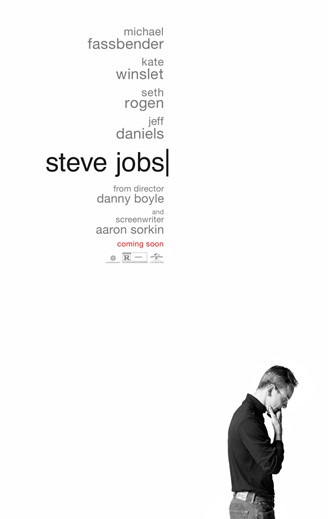 michael
fassbender
kate
winslet
seth
rogen
jeff
daniels
steve jobs
from director
danny boyle
and
screenwriter
aaron sorkin
coming soon
R